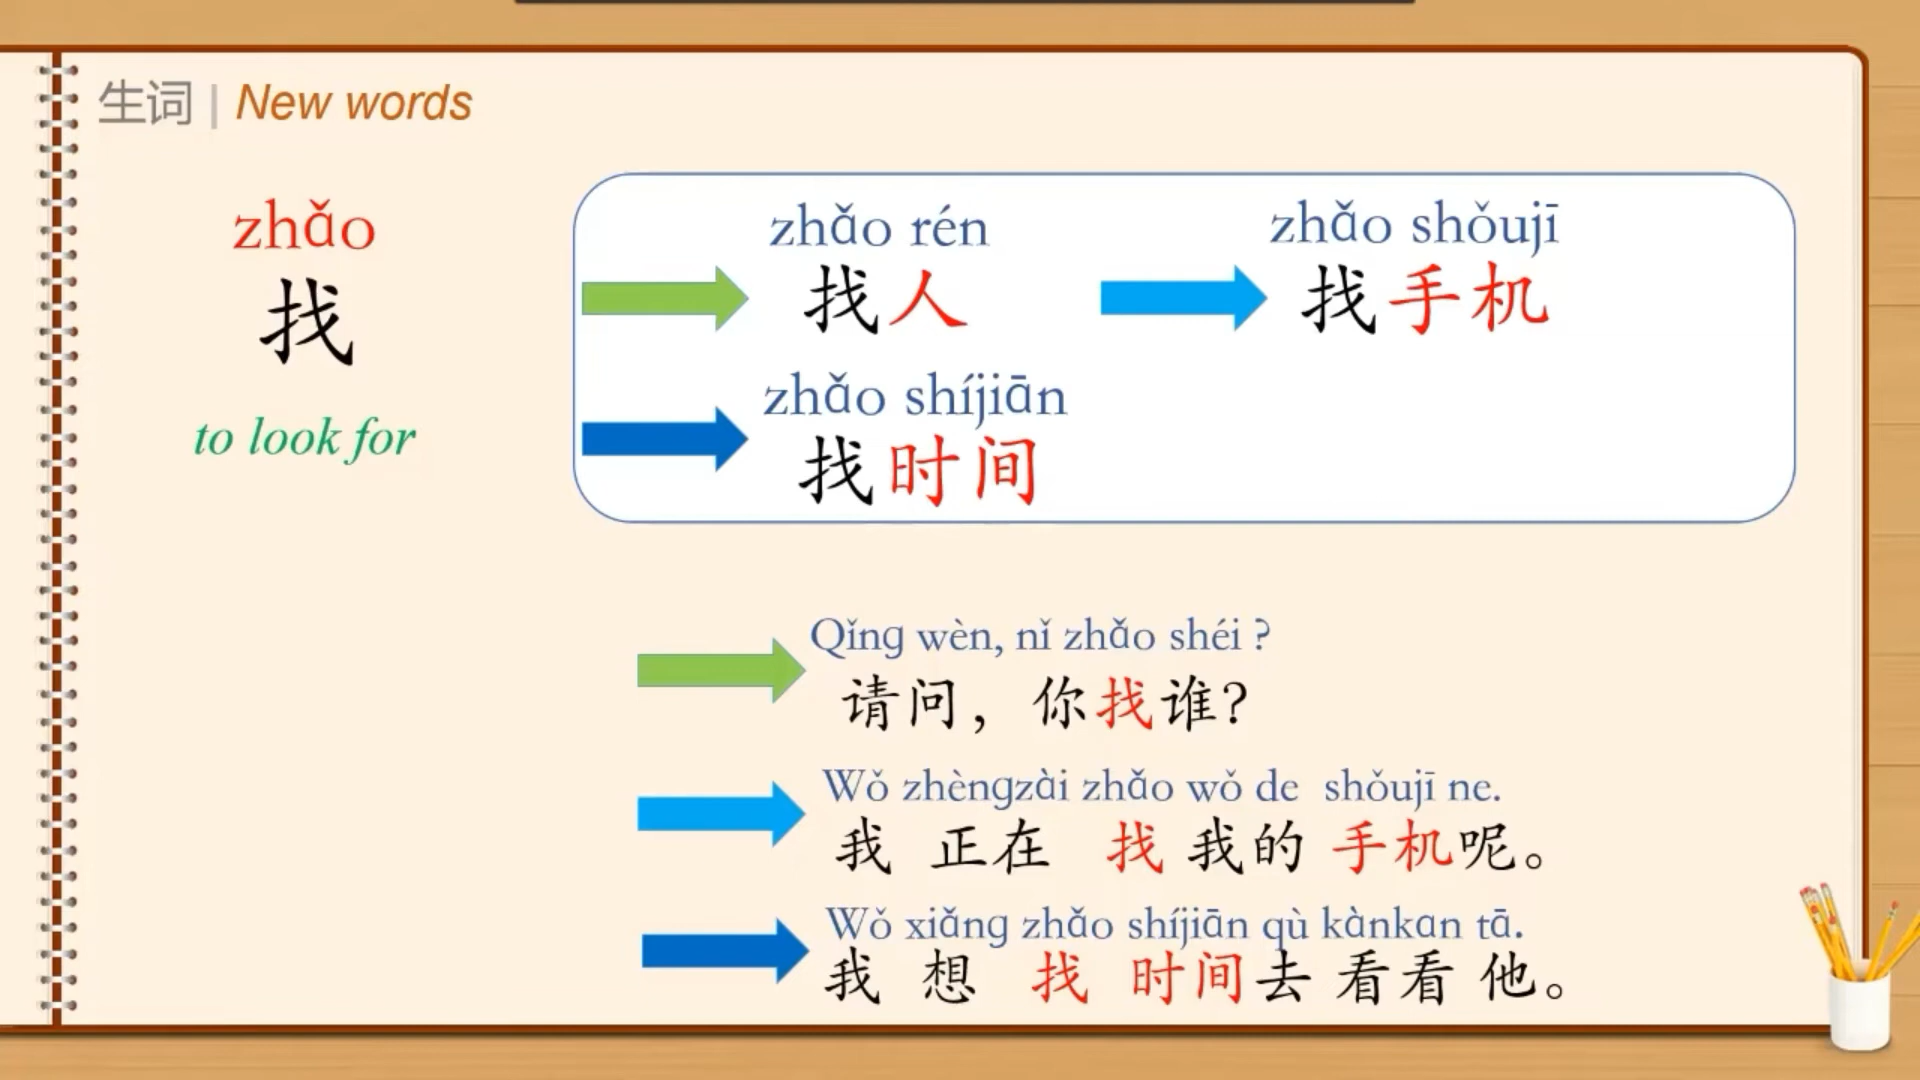 生词 | New words
zhǎo
找
to look for
zhǎo rén
找人
zhǎo shǒujī
找手机
zhǎo shíjiān
找时间
Qǐng wèn, nǐ zhǎo shéi ?
请问，你找谁?
Wǒ zhèngzài zhǎo wǒ de shǒujī ne.
我 正在 找 我的 手机呢。
Wǒ xiǎng zhǎo shíjiān qù kànkan tā.
我 想 找 时间去 看看 他。